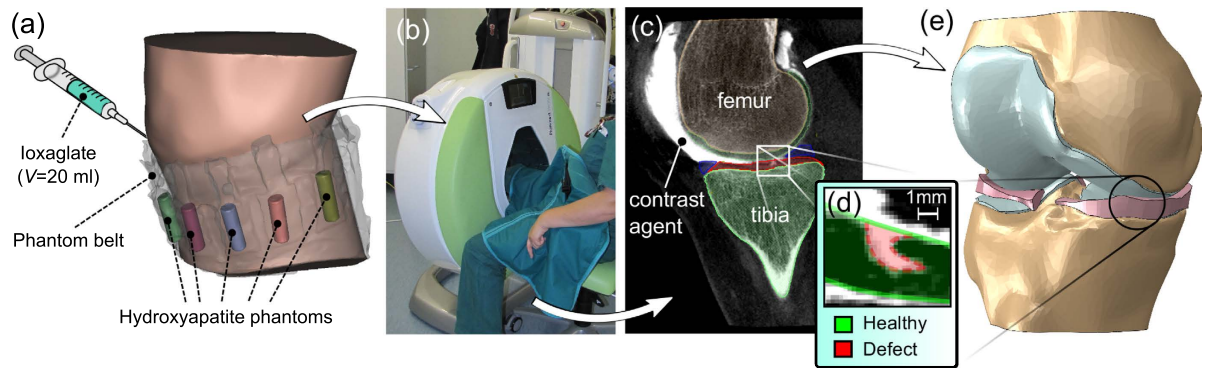 (a)
Ioxaglate
(V=20 ml)
Phantom belt
Hydroxyapatite phantoms
(b)
(c)
femur
contrast
agent
tibia
(d)
1mm
Healthy
Defect
(e)